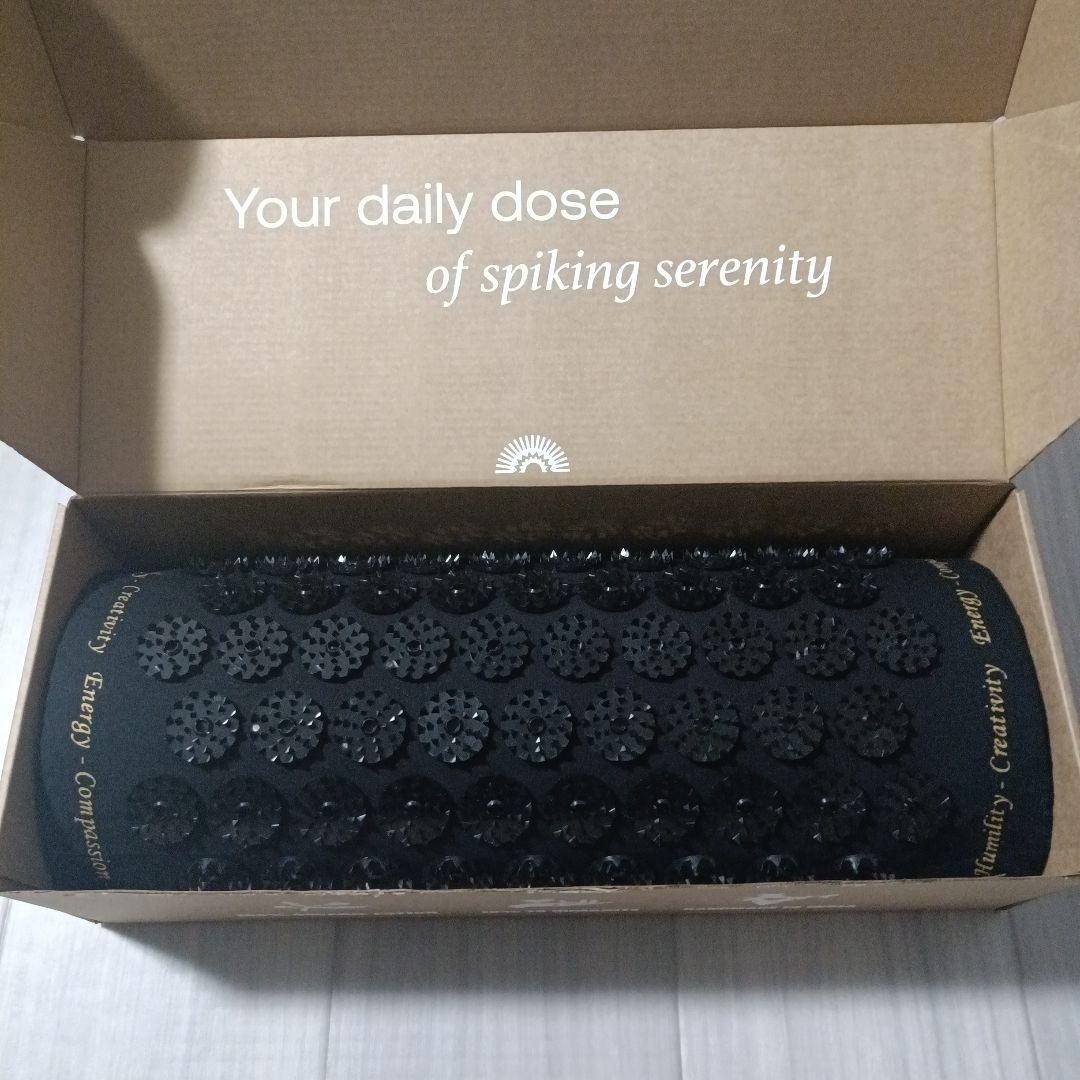 Your daily dose
of spiking serenity
Creativity Energy - Compassion
Energy
Humility - Creativity